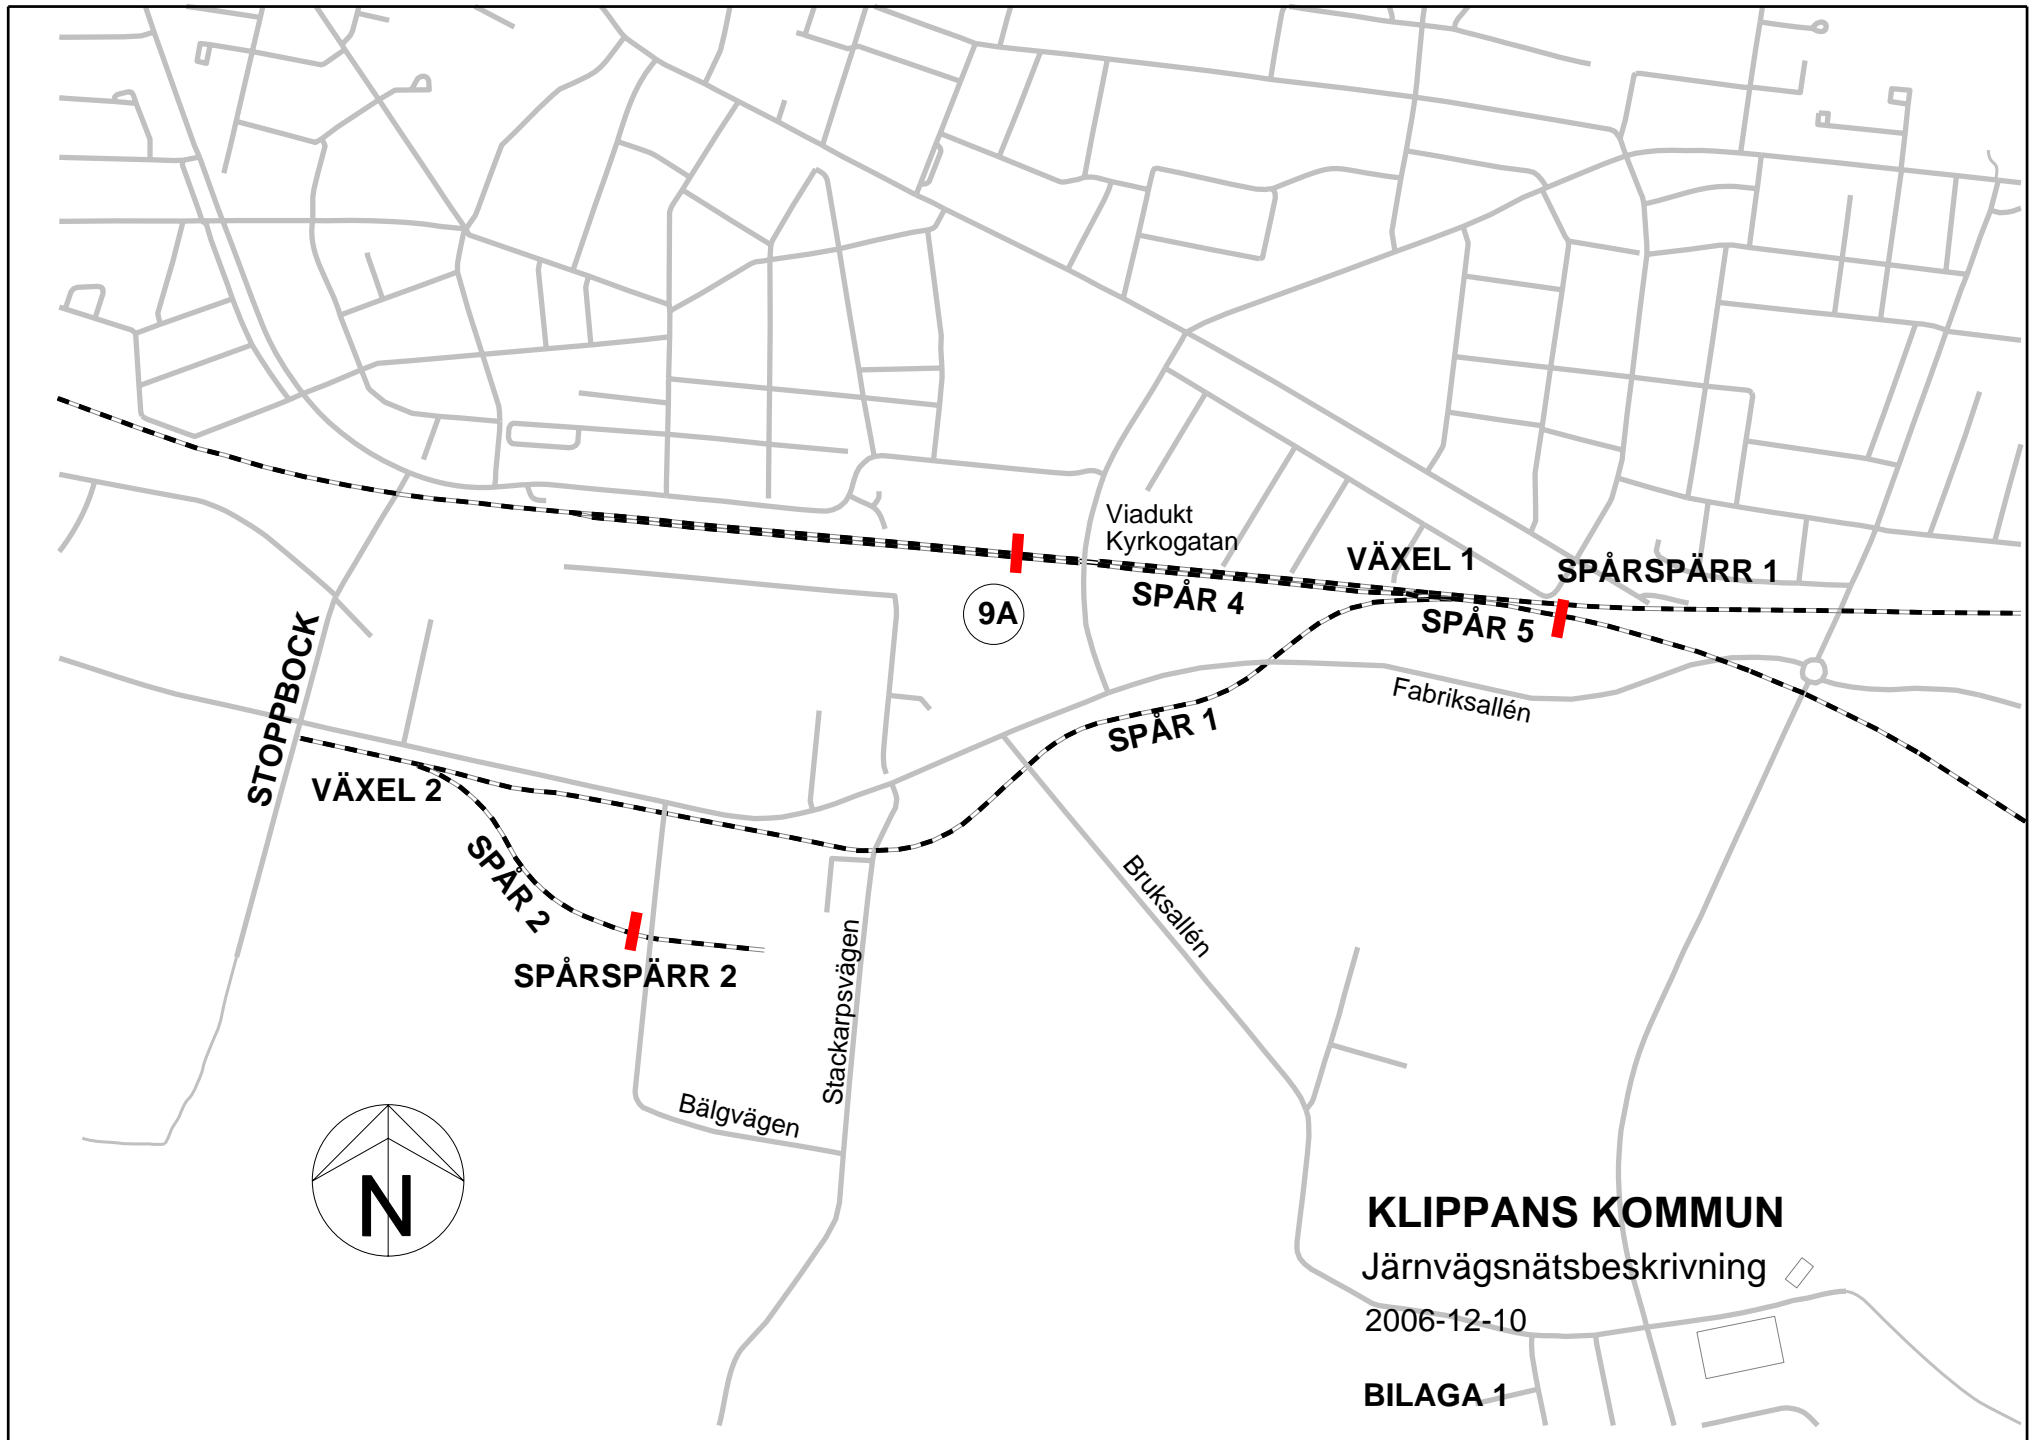 Viadukt
Kyrkogatan
VÄXEL 1
SPÅRSPÄRR 1
SPÅR 4
9A
SPÅR 5
STOPPBOCK
Fabriksallén
SPÅR 1
VÄXEL 2
SPÅR 2
Bruksallén
SPÅRSPÄRR 2
Stackarpsvägen
Bälgvägen
N
KLIPPANS KOMMUN
Järnvägsnätsbeskrivning
2006-12-10
BILAGA 1